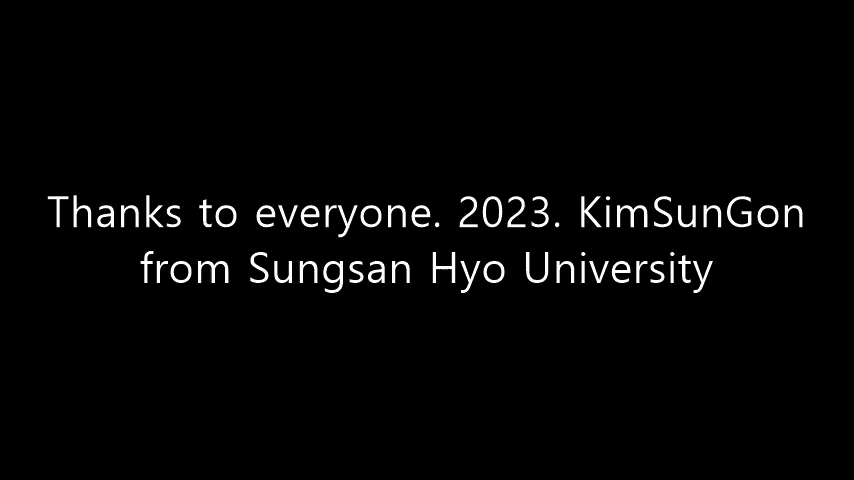 Thanks to everyone. 2023. KimSunGon
from Sungsan Hyo University